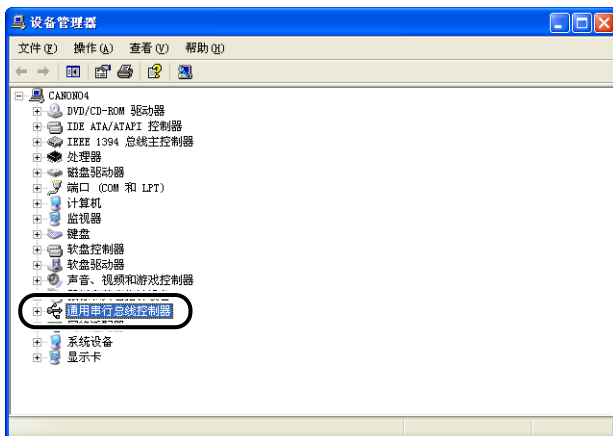 设备管理器
文件(F) 操作(A) 查看(V) 帮助(H)
CANON04
DVD/CD-ROM 驱动器
IDE ATA/ATAPI 控制器
IEEE 1394 总线主控制器
处理器
磁盘驱动器
端口 (COM 和 LPT)
计算机
监视器
键盘
软盘控制器
软盘驱动器
声音、视频和游戏控制器
通用串行总线控制器
系统设备
显示卡